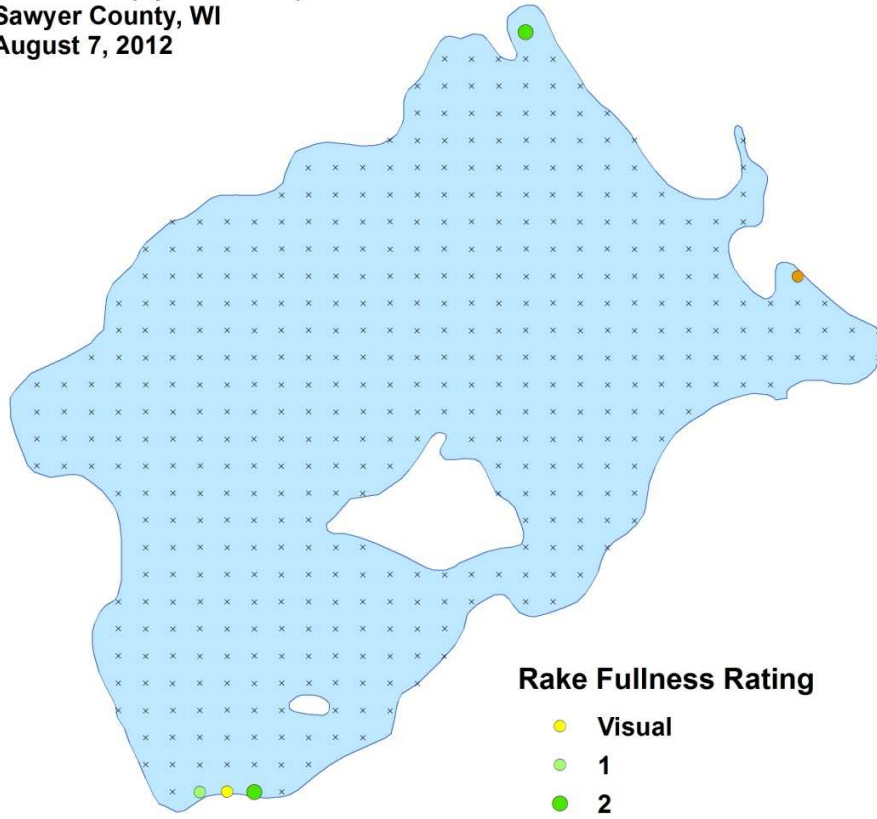 Sawyer County, WI
August 7, 2012
Rake Fullness Rating
Visual
1
2